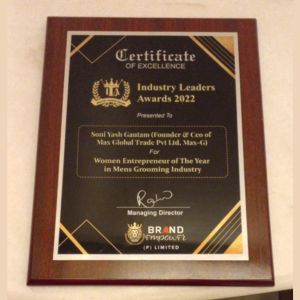 Certificate
OF EXCELLENCE
Industry Leaders
Awards 2022
Presented To
Soni Yash Gautam (Founder & Ceo of
Max Global Trade Pvt Ltd, Max-G)
For
Women Entrepreneur of The Year
in Mens Grooming Industry
Managing Director
BRAND
Empower
(P) LIMITED